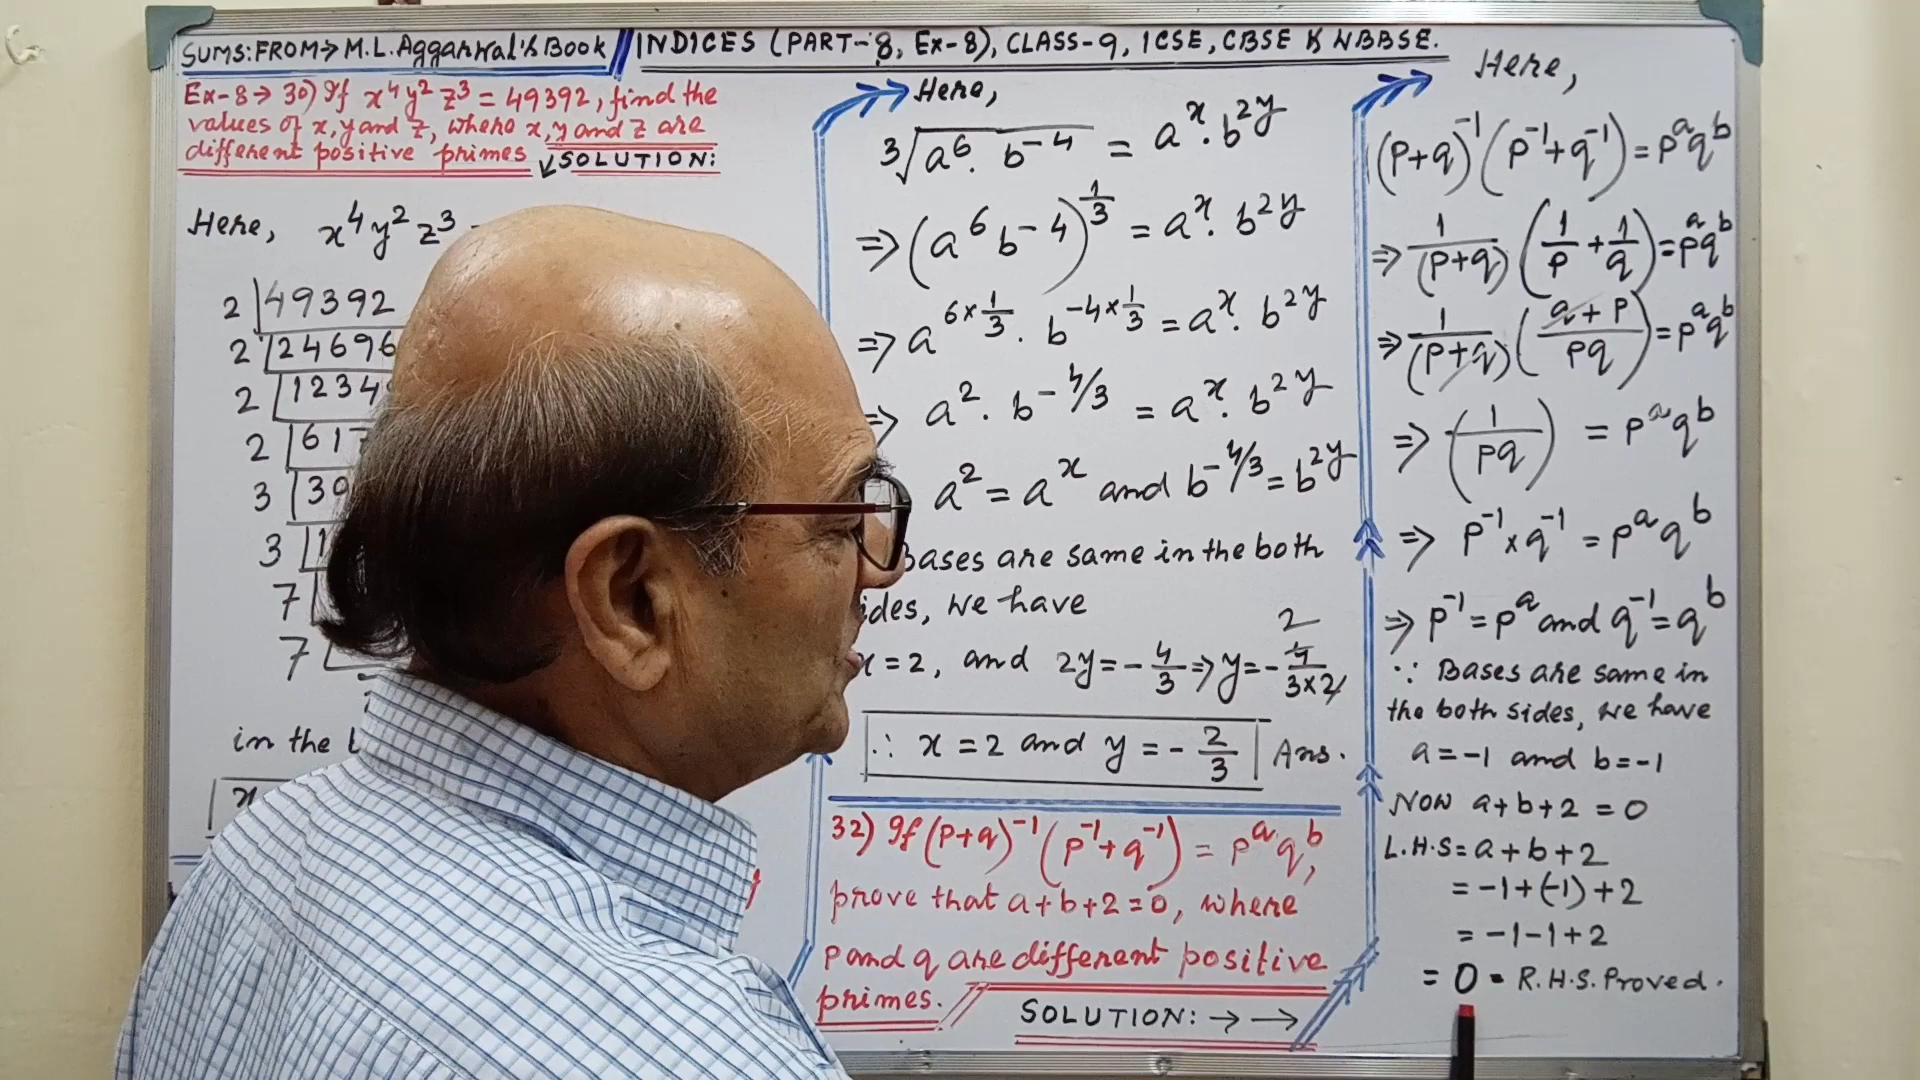 SUMS:FROM→M.L.Aggarwal's Book // INDICES (PART-8, Ex-8), CLASS-9, ICSE, CBSE & WBBSE.
Ex-8→ 30) If x⁴y² z³ = 49392, find the
values of x, y and z, where x, y and z are
different positive primes ↙SOLUTION:
Here, x⁴y² z³
2 |49392
2 |24696
2 |1234
2 |617
3 |30
3 |1
7
7
in the
x
Here,
∛(a⁶. b⁻⁴) = aˣ. b²ʸ
=> (a⁶b⁻⁴)^(1/3) = aˣ. b²ʸ
=> a^(6×1/3). b^(-4×1/3) = aˣ. b²ʸ
=> a². b^(-4/3) = aˣ. b²ʸ
a² = aˣ and b^(-4/3) = b²ʸ
Bases are same in the both
ides, we have
x = 2, and 2y = -4/3 => y = -4/(3×2) 2
∴ x = 2 and y = -2/3 Ans.
32) If (p+q)⁻¹ (p⁻¹+q⁻¹) = pᵃqᵇ,
prove that a+b+2=0, where
p and q are different positive
primes. // SOLUTION: → →
Here,
(p+q)⁻¹(p⁻¹+q⁻¹) = pᵃqᵇ
=> 1/(p+q) (1/p + 1/q) = pᵃqᵇ
=> 1/(p+q) ((q+p)/pq) = pᵃqᵇ
=> (1/pq) = pᵃqᵇ
=> p⁻¹×q⁻¹ = pᵃqᵇ
=> p⁻¹ = pᵃ and q⁻¹ = qᵇ
∵ Bases are same in
the both sides, we have
a = -1 and b = -1
NOW a+b+2 = 0
L.H.S = a+b+2
= -1+(-1)+2
= -1-1+2
= 0 = R.H.S. Proved.